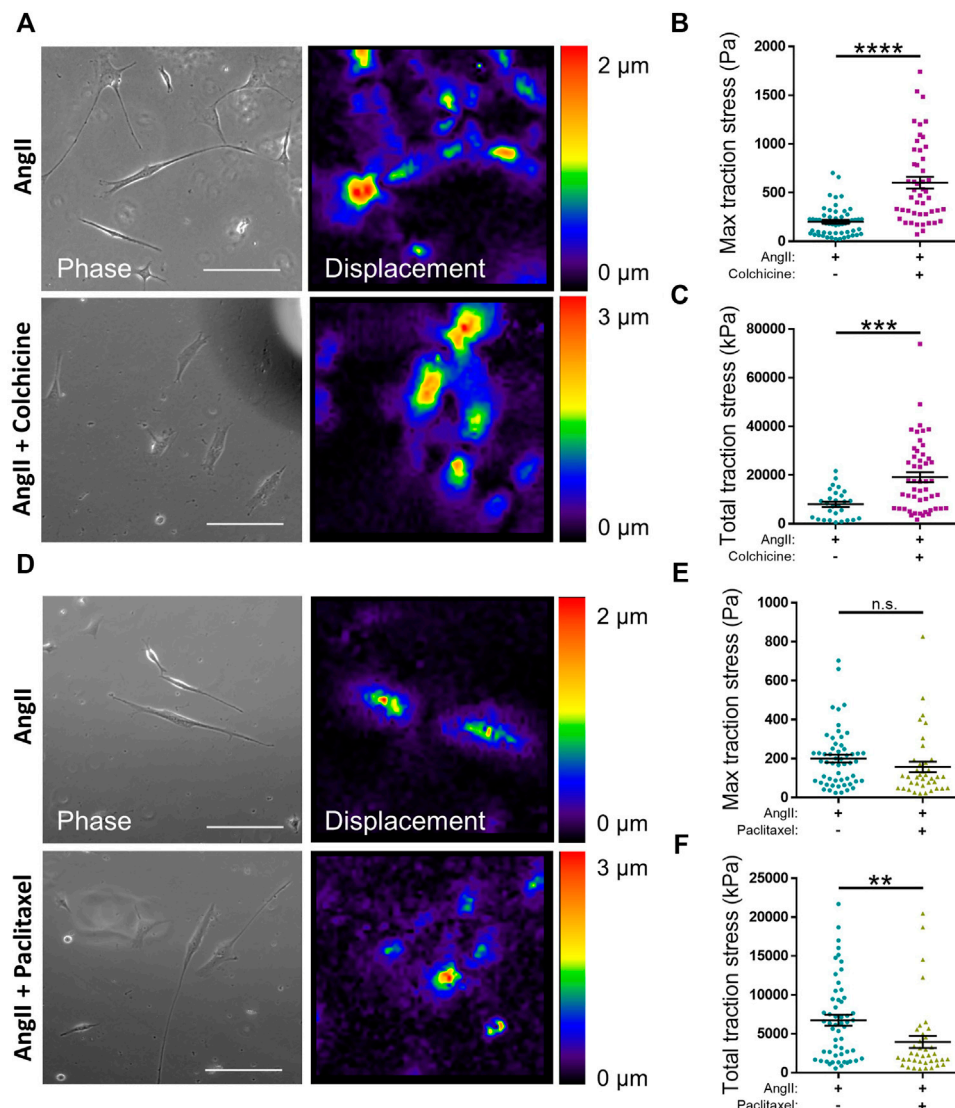 A
AngII
Phase
Displacement
2 µm
0 µm
AngII + Colchicine
3 µm
0 µm
B
Max traction stress (Pa)
2000
1500
1000
500
0
****
AngII: + +
Colchicine: - +
C
Total traction stress (kPa)
80000
60000
40000
20000
0
***
AngII: + +
Colchicine: - +
D
AngII
Phase
Displacement
2 µm
0 µm
AngII + Paclitaxel
3 µm
0 µm
E
Max traction stress (Pa)
1000
800
600
400
200
0
n.s.
AngII: + +
Paclitaxel: - +
F
Total traction stress (kPa)
25000
20000
15000
10000
5000
0
**
AngII: + +
Paclitaxel: - +